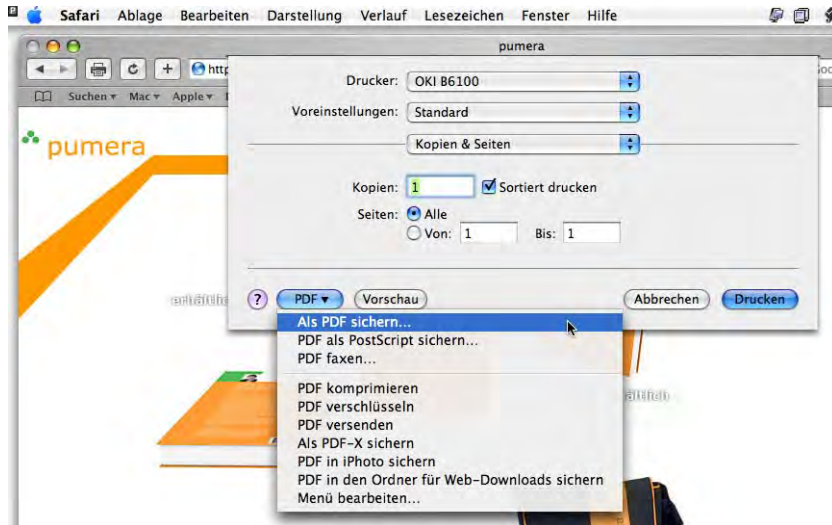 Safari Ablage Bearbeiten Darstellung Verlauf Lesezeichen Fenster Hilfe
pumera
http
Suchen Mac Apple
pumera
Drucker: OKI B6100
Voreinstellungen: Standard
Kopien & Seiten
Kopien: 1 Sortiert drucken
Seiten: Alle
Von: 1 Bis: 1
? PDF Vorschau Abbrechen Drucken
Als PDF sichern...
PDF als PostScript sichern...
PDF faxen...
PDF komprimieren
PDF verschlüsseln
PDF versenden
Als PDF-X sichern
PDF in iPhoto sichern
PDF in den Ordner für Web-Downloads sichern
Menü bearbeiten...